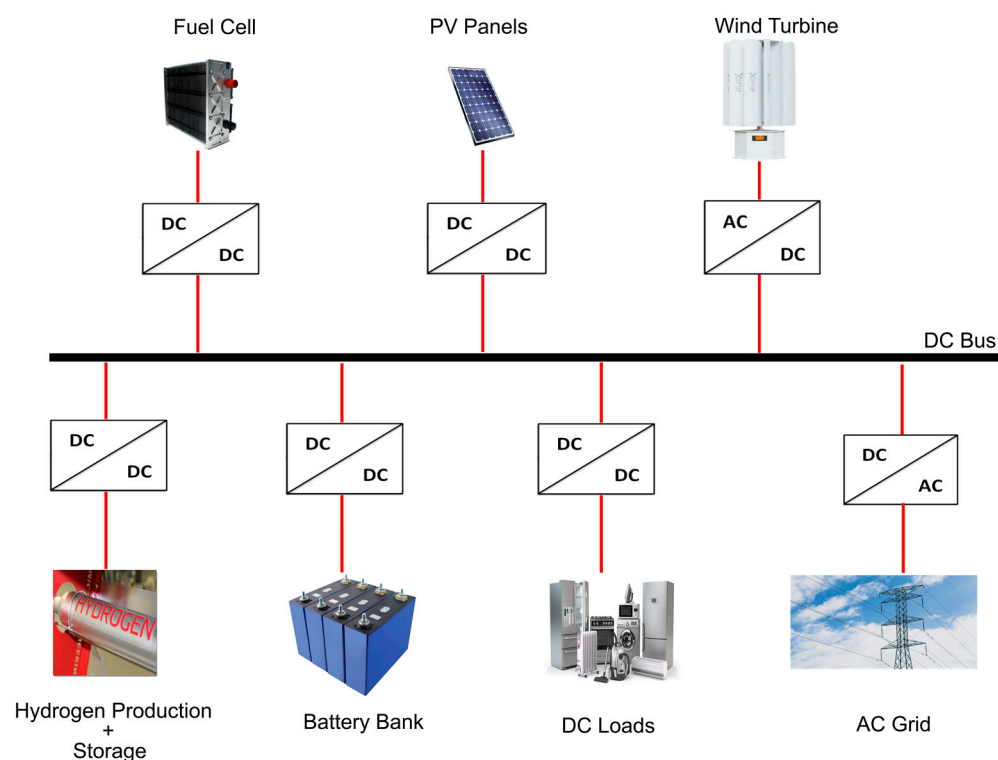 Fuel Cell
PV Panels
Wind Turbine
DC
DC
DC
DC
AC
DC
DC Bus
DC
DC
DC
DC
DC
DC
DC
AC
HYDROGEN
Hydrogen Production
+
Storage
Battery Bank
DC Loads
AC Grid